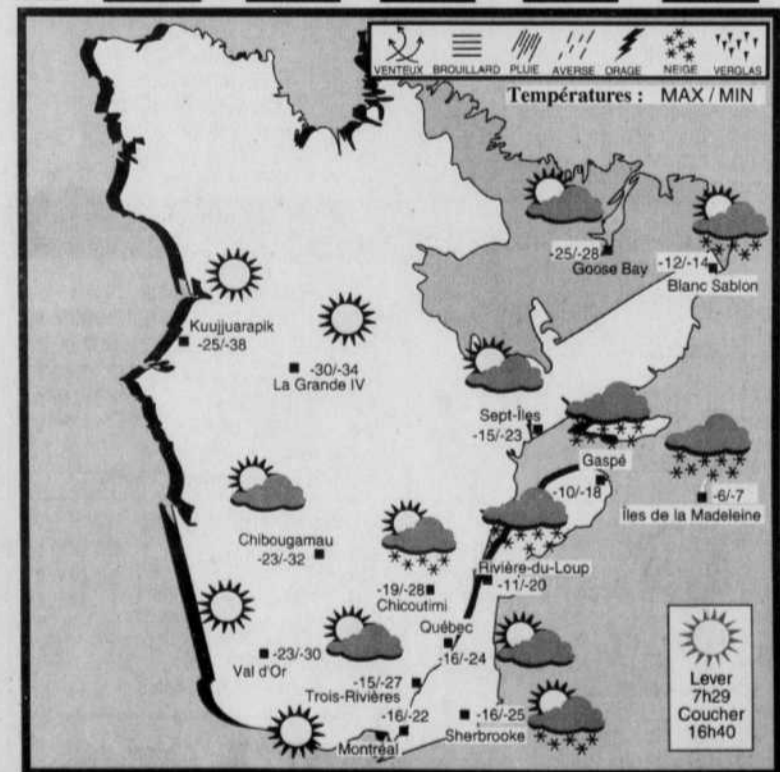 VENTEUX BROUILLARD PLUIE AVERSE ORAGE NEIGE VERGLAS
Températures : MAX / MIN
-25/-28
Goose Bay
-12/-14
Blanc Sablon
Kuujjuarapik
-25/-38
-30/-34
La Grande IV
Sept-Îles
-15/-23
Gaspé
-10/-18
-6/-7
Îles de la Madeleine
Chibougamau
-23/-32
-19/-28
Chicoutimi
Rivière-du-Loup
-11/-20
Québec
-16/-24
-23/-30
Val d'Or
-15/-27
Trois-Rivières
-16/-22
Montréal
-16/-25
Sherbrooke
Lever
7h29
Coucher
16h40